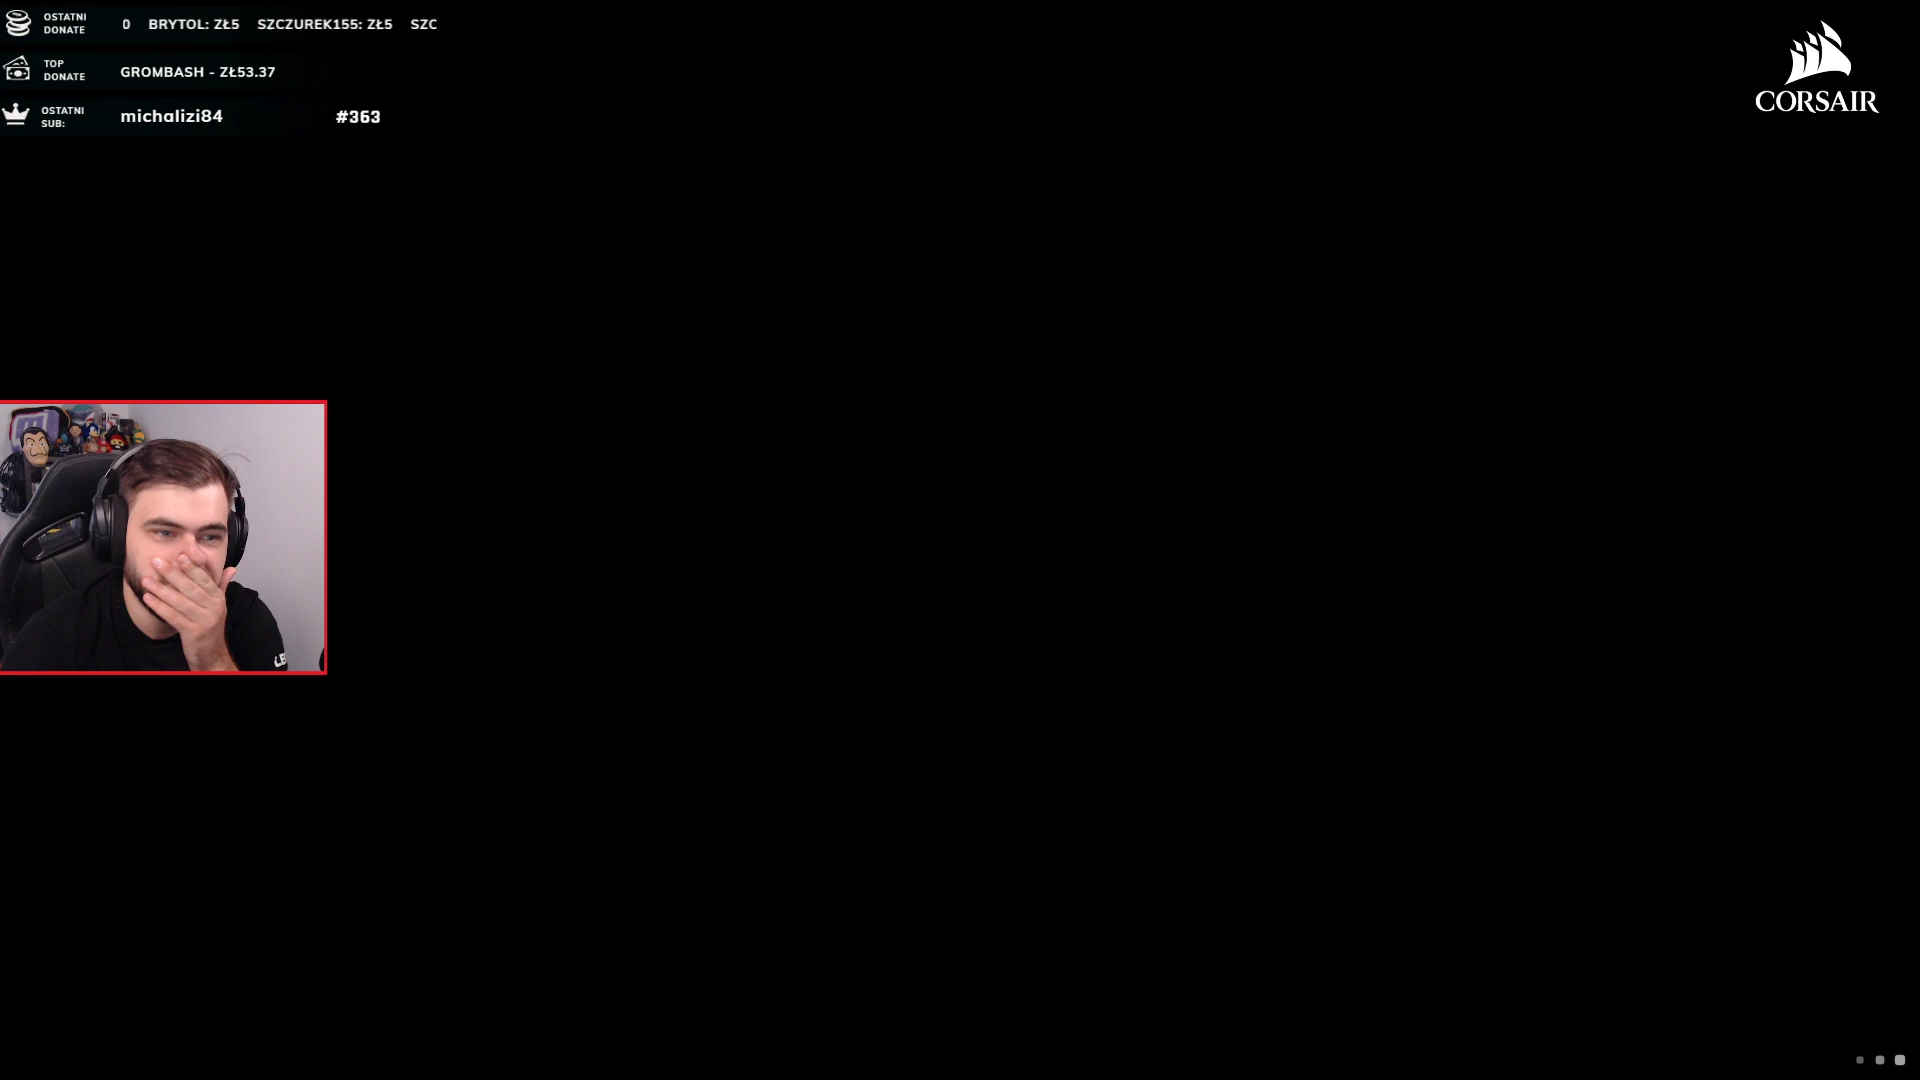 OSTATNI
DONATE
0 BRYTOL: ZŁ5 SZCZUREK155: ZŁ5 SZC
TOP
DONATE
GROMBASH - ZŁ53.37
OSTATNI
SUB:
michalizi84 #363
CORSAIR